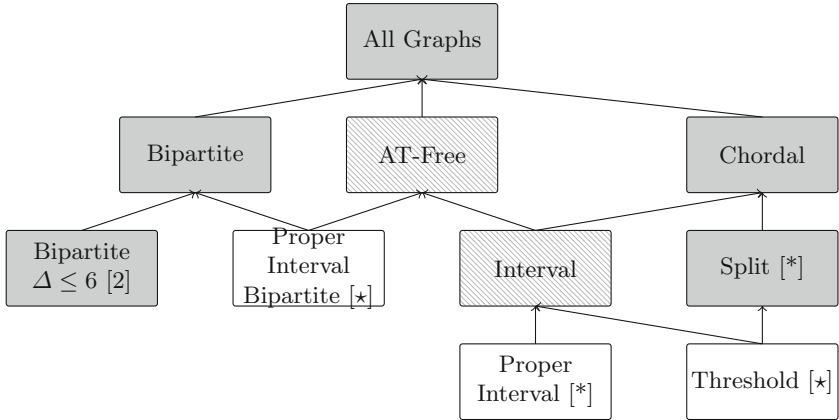 All Graphs
Bipartite
AT-Free
Chordal
Bipartite
Δ ≤ 6 [2]
Proper
Interval
Bipartite [⋆]
Interval
Split [*]
Proper
Interval [*]
Threshold [⋆]